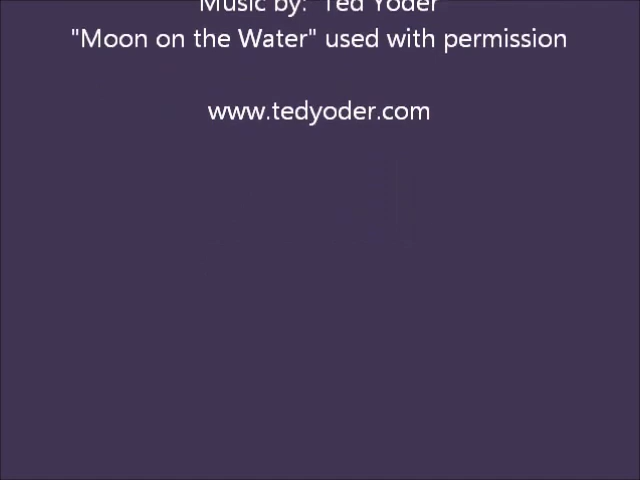 Music by: Ted Yoder
"Moon on the Water" used with permission
www.tedyoder.com